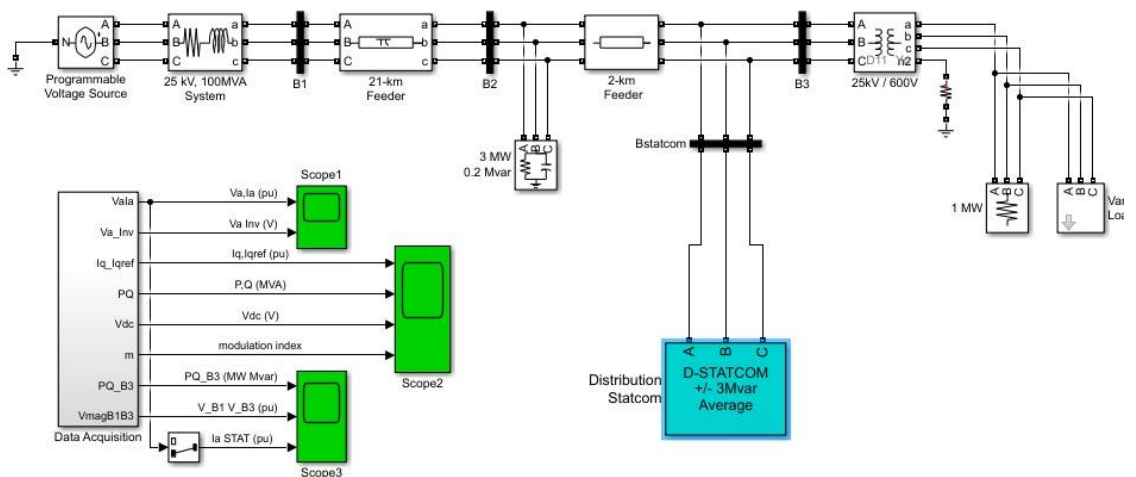 N
A
B
C
Programmable
Voltage Source
A
B
C
a
b
c
25 kV, 100MVA
System
B1
A
B
C
a
b
c
21-km
Feeder
B2
2-km
Feeder
B3
A
B
C
a
b
c
n2
D11
25kV / 600V
A
B
C
3 MW
0.2 Mvar
Bstatcom
A
B
C
1 MW
A
B
C
Scope1
VaIa
Va,Ia (pu)
Va_Inv
Va Inv (V)
Iq_Iqref
Iq,Iqref (pu)
PQ
P,Q (MVA)
Vdc
Vdc (V)
m
modulation index
Scope2
PQ_B3
PQ_B3 (MW Mvar)
VmagB1B3
V_B1 V_B3 (pu)
Data Acquisition
Ia STAT (pu)
Scope3
Distribution
Statcom
A
B
C
D-STATCOM
+/- 3Mvar
Average